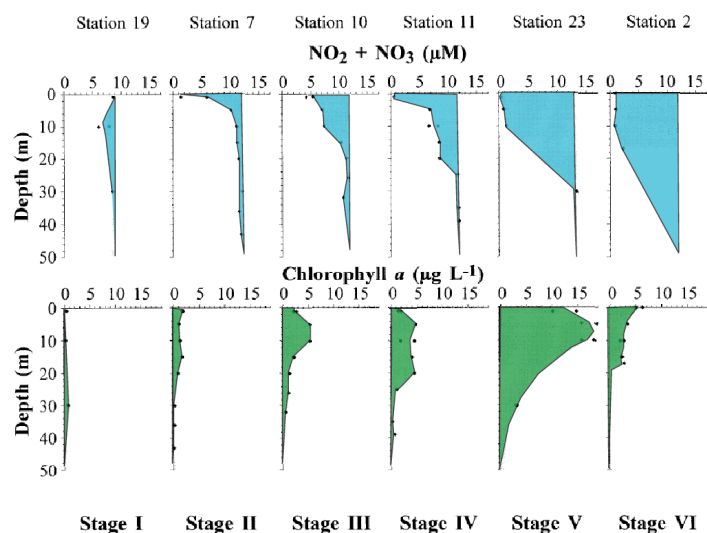 Station 19 Station 7 Station 10 Station 11 Station 23 Station 2
NO2 + NO3 (μM)
0 5 10 15 0 5 10 15 0 5 10 15 0 5 10 15 0 5 10 15 0 5 10 15
Depth (m)
0
10
20
30
40
50
Chlorophyll a (μg L-1)
0 5 10 15 0 5 10 15 0 5 10 15 0 5 10 15 0 5 10 15 0 5 10 15
Depth (m)
0
10
20
30
40
50
Stage I Stage II Stage III Stage IV Stage V Stage VI